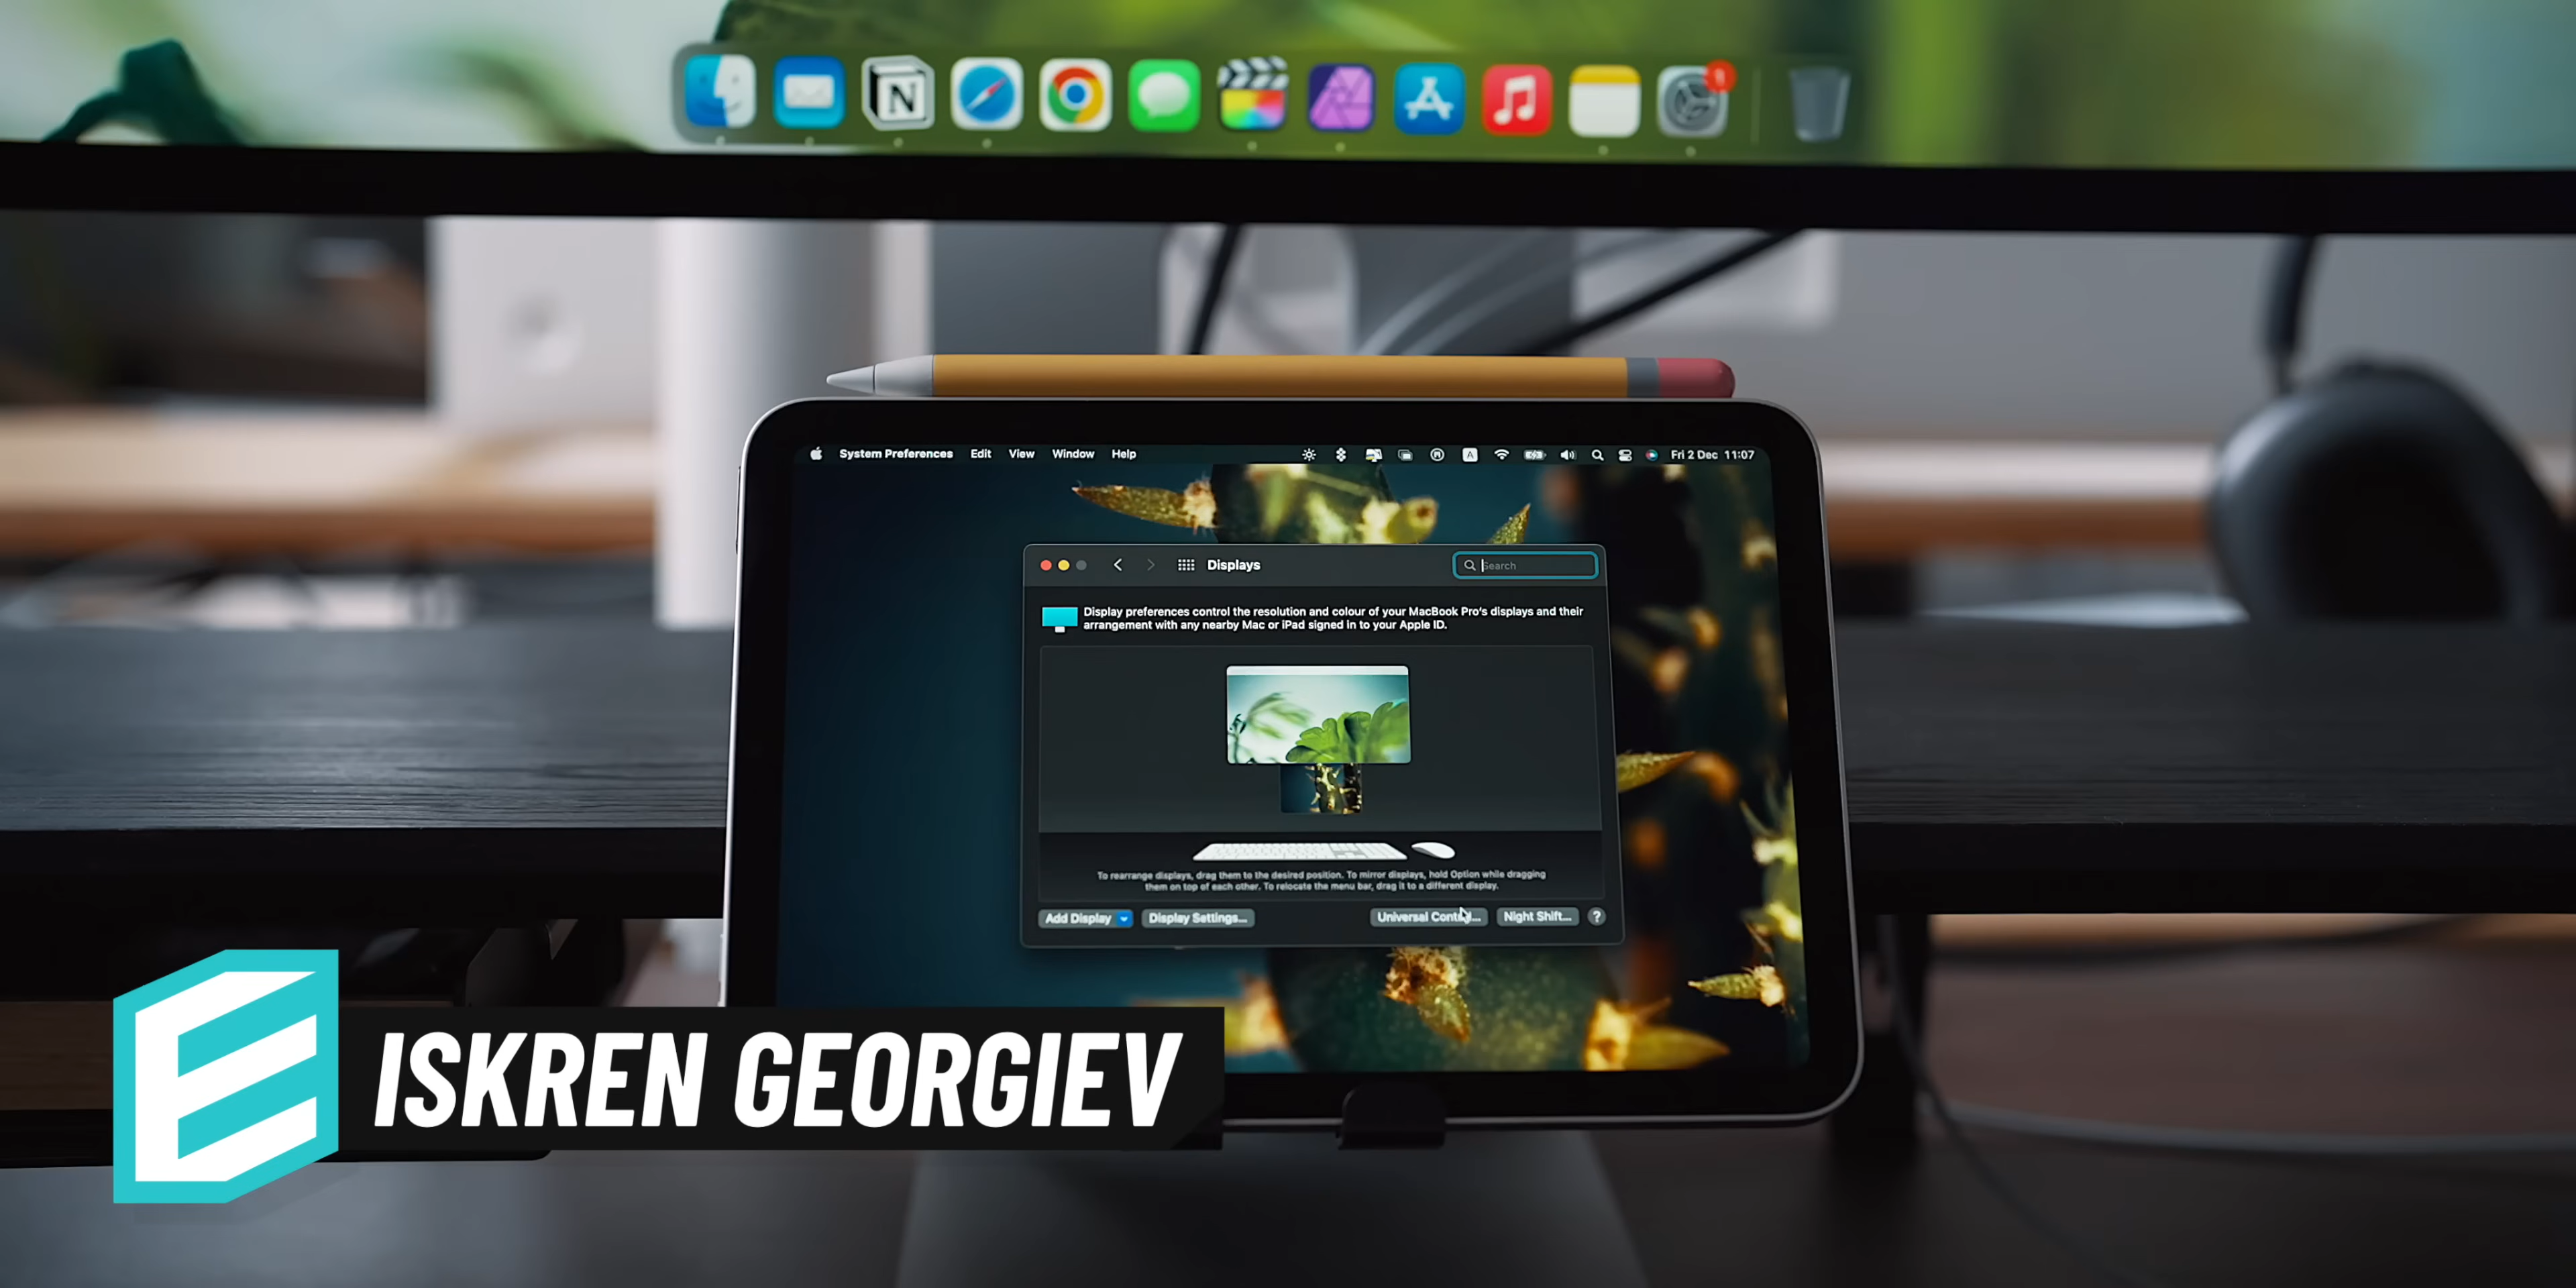 N
1
System Preferences Edit View Window Help
A
Fri 2 Dec 11:07
Displays
Search
Display preferences control the resolution and colour of your MacBook Pro's displays and their
arrangement with any nearby Mac or iPad signed in to your Apple ID.
To rearrange displays, drag them to the desired position. To mirror displays, hold Option while dragging
them on top of each other. To relocate the menu bar, drag it to a different display.
Add Display
Display Settings...
Universal Control...
Night Shift...
?
E
ISKREN GEORGIEV